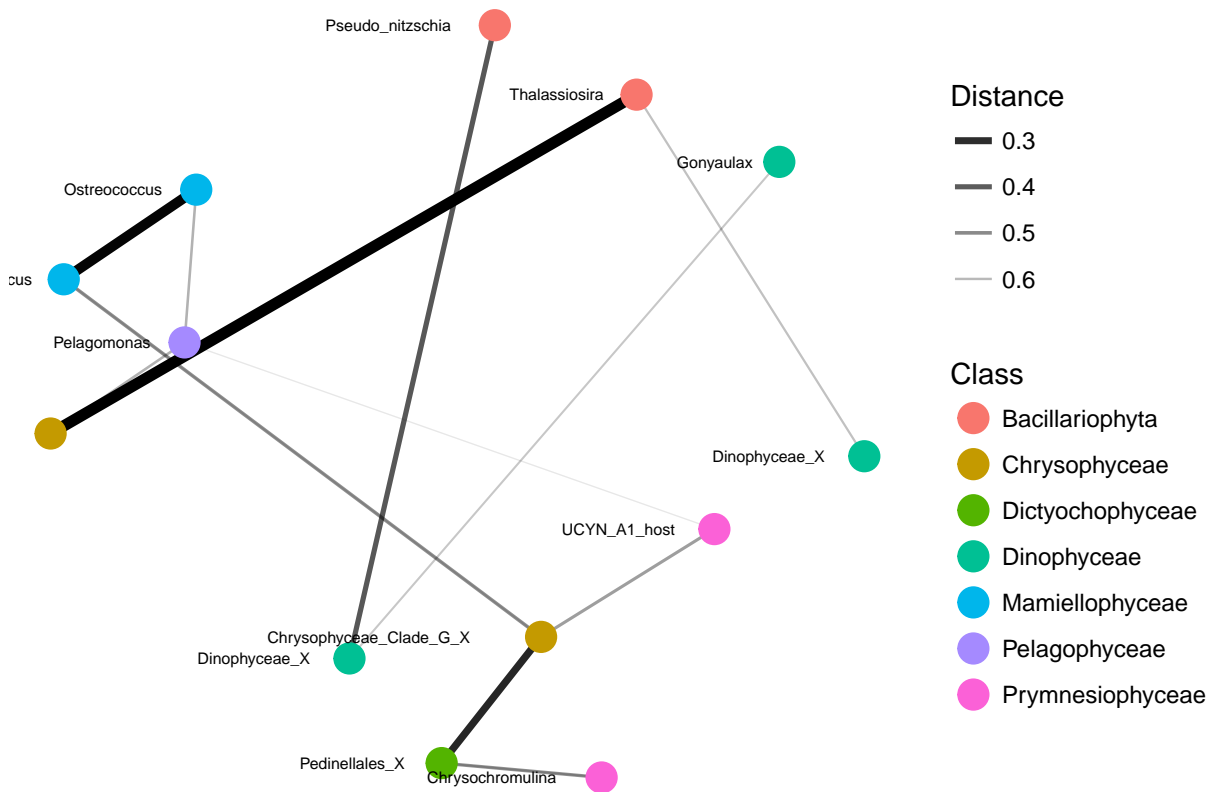 Pseudo_nitzschia
Thalassiosira
Gonyaulax
Ostreococcus
cus
Pelagomonas
Dinophyceae_X
UCYN_A1_host
Chrysophyceae_Clade_G_X
Dinophyceae_X
Pedinellales_X
Chrysochromulina
Distance
0.3
0.4
0.5
0.6
Class
Bacillariophyta
Chrysophyceae
Dictyochophyceae
Dinophyceae
Mamiellophyceae
Pelagophyceae
Prymnesiophyceae